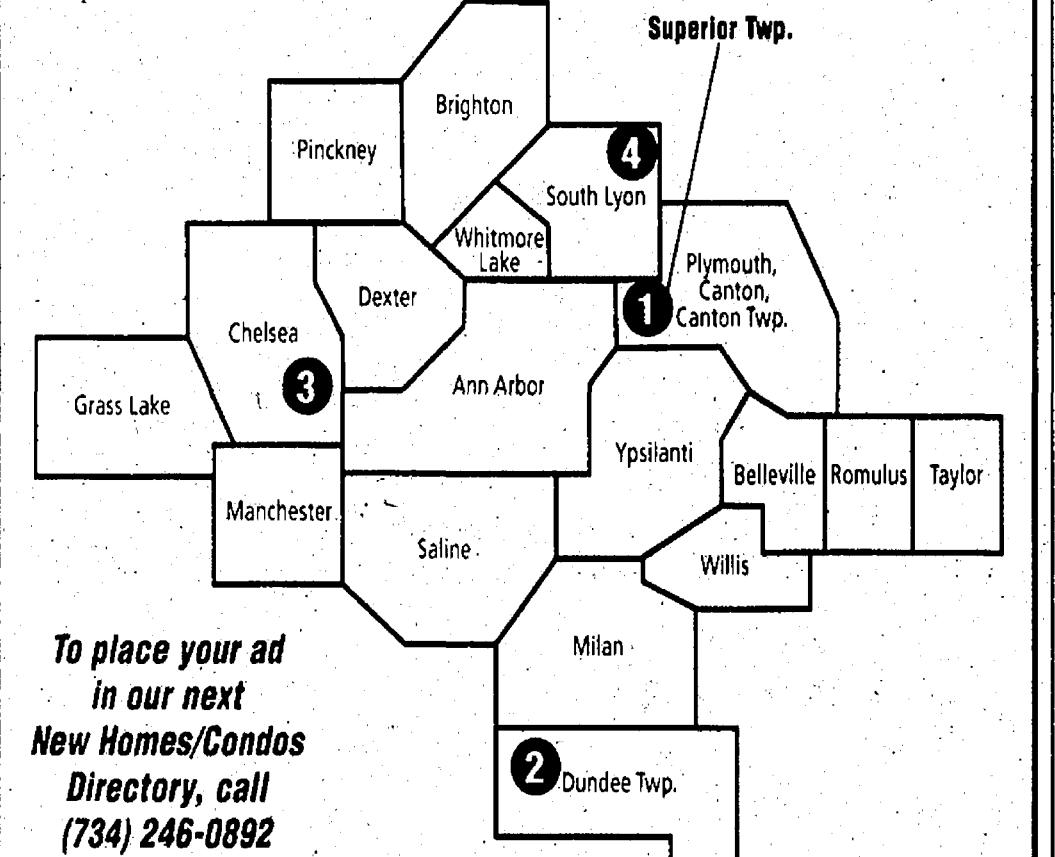 Superior Twp.
Brighton
Pinckney
4
South Lyon
Whitmore
Lake
Plymouth,
Canton,
Canton Twp.
1
Dexter
Chelsea
3
Ann Arbor
Grass Lake
Ypsilanti
Belleville
Romulus
Taylor
Manchester
Saline
Willis
Milan
To place your ad
in our next
New Homes/Condos
Directory, call
(734) 246-0892
2
Dundee Twp.